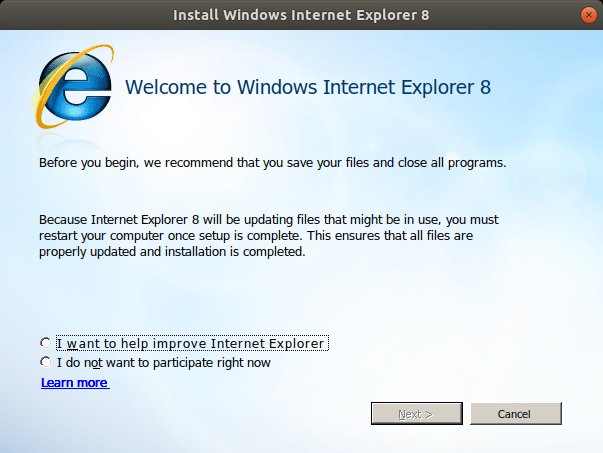 Install Windows Internet Explorer 8
Welcome to Windows Internet Explorer 8
Before you begin, we recommend that you save your files and close all programs.
Because Internet Explorer 8 will be updating files that might be in use, you must
restart your computer once setup is complete. This ensures that all files are
properly updated and installation is completed.
I want to help improve Internet Explorer
I do not want to participate right now
Learn more
Next >
Cancel